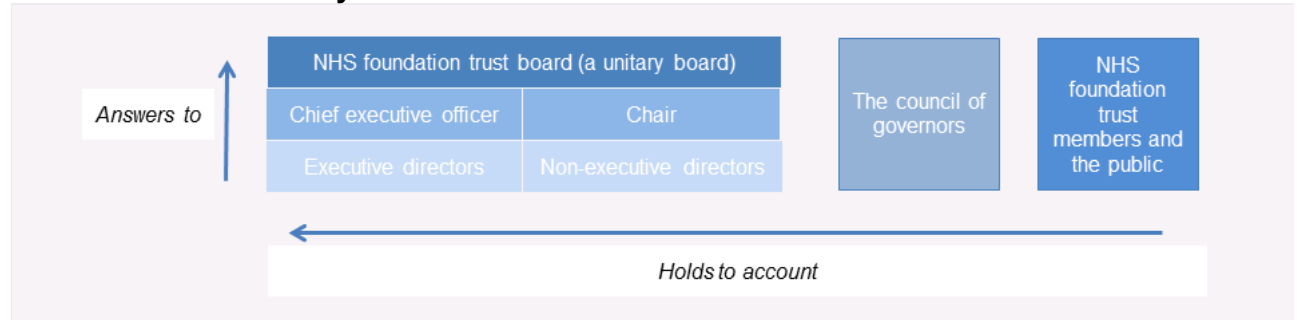 NHS foundation trust board (a unitary board)
Answers to
Chief executive officer
Chair
Executive directors
Non-executive directors
The council of
governors
NHS
foundation
trust
members and
the public
Holds to account